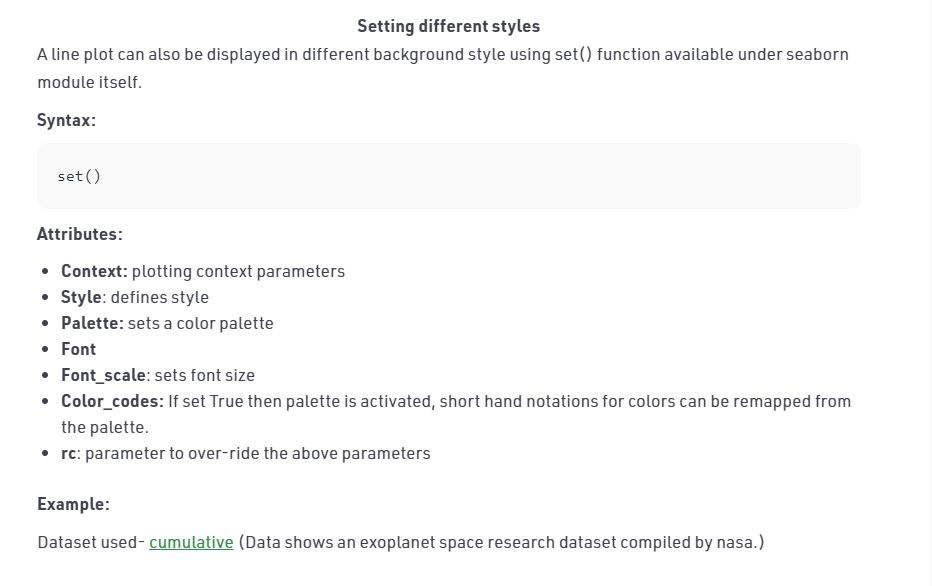 Setting different styles
A line plot can also be displayed in different background style using set() function available under seaborn
module itself.
Syntax:
set()
Attributes:
• Context: plotting context parameters
• Style: defines style
• Palette: sets a color palette
• Font
• Font_scale: sets font size
• Color_codes: If set True then palette is activated, short hand notations for colors can be remapped from
the palette.
• rc: parameter to over-ride the above parameters
Example:
Dataset used- cumulative (Data shows an exoplanet space research dataset compiled by nasa.)